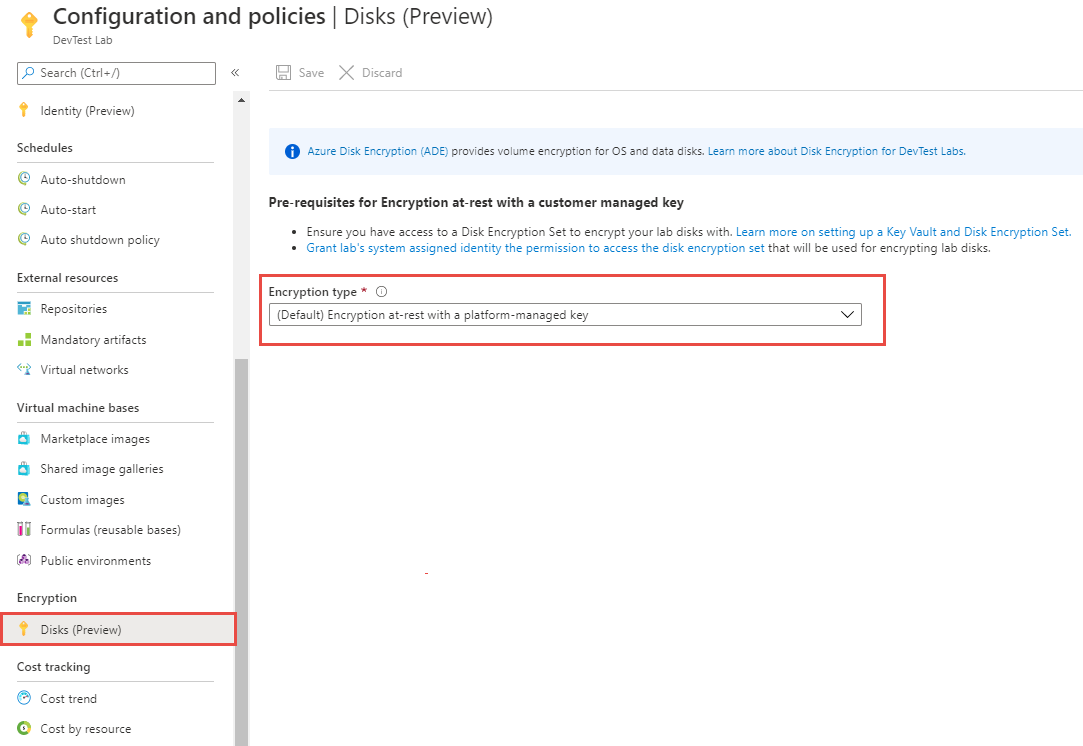 Configuration and policies | Disks (Preview)
DevTest Lab
Search (Ctrl+/)
«
Save
Discard
Identity (Preview)
Schedules
Auto-shutdown
Auto-start
Auto shutdown policy
External resources
Repositories
Mandatory artifacts
Virtual networks
Virtual machine bases
Marketplace images
Shared image galleries
Custom images
Formulas (reusable bases)
Public environments
Encryption
Disks (Preview)
Cost tracking
Cost trend
Cost by resource
Azure Disk Encryption (ADE) provides volume encryption for OS and data disks. Learn more about Disk Encryption for DevTest Labs.
Pre-requisites for Encryption at-rest with a customer managed key
• Ensure you have access to a Disk Encryption Set to encrypt your lab disks with. Learn more on setting up a Key Vault and Disk Encryption Set.
• Grant lab's system assigned identity the permission to access the disk encryption set that will be used for encrypting lab disks.
Encryption type *
(Default) Encryption at-rest with a platform-managed key
-